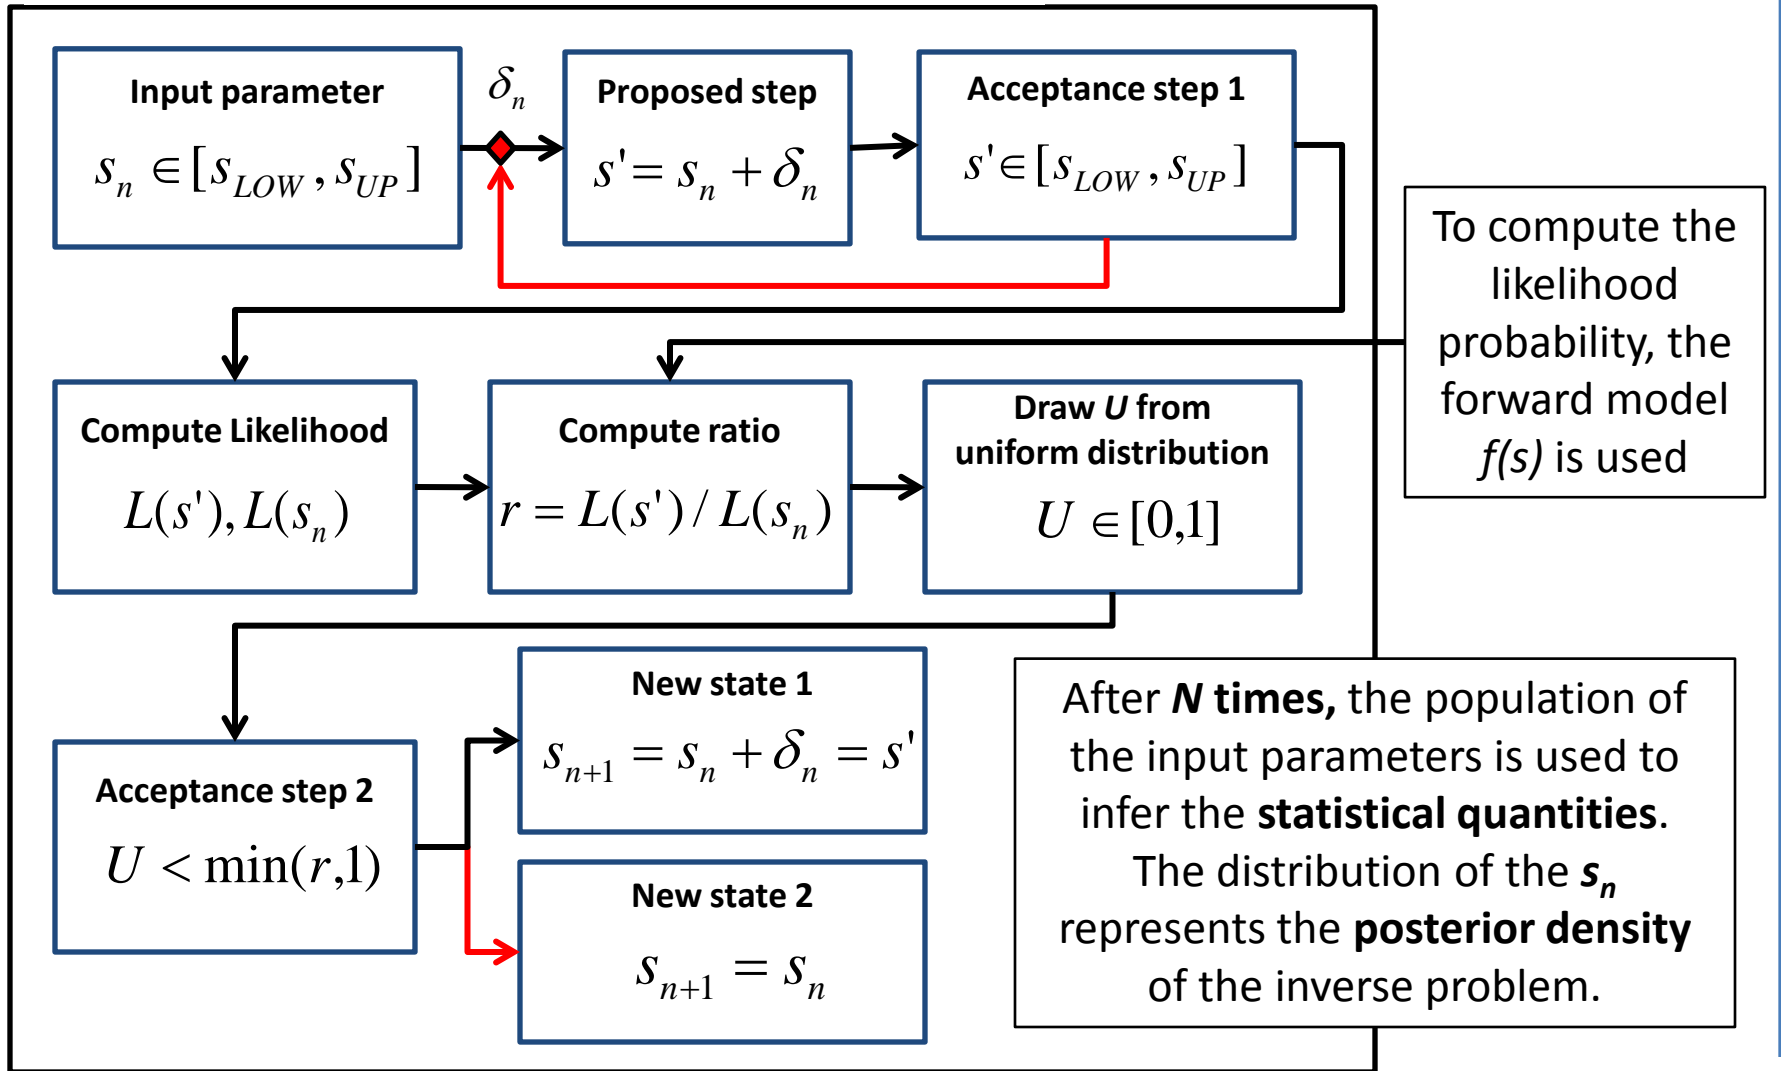 Input parameter
s_n ∈ [s_LOW , s_UP]
δ_n
Proposed step
s' = s_n + δ_n
Acceptance step 1
s' ∈ [s_LOW , s_UP]
To compute the
likelihood
probability, the
forward model
f(s) is used
Compute Likelihood
L(s'), L(s_n)
Compute ratio
r = L(s') / L(s_n)
Draw U from
uniform distribution
U ∈ [0,1]
Acceptance step 2
U < min(r,1)
New state 1
s_{n+1} = s_n + δ_n = s'
New state 2
s_{n+1} = s_n
After N times, the population of
the input parameters is used to
infer the statistical quantities.
The distribution of the s_n
represents the posterior density
of the inverse problem.